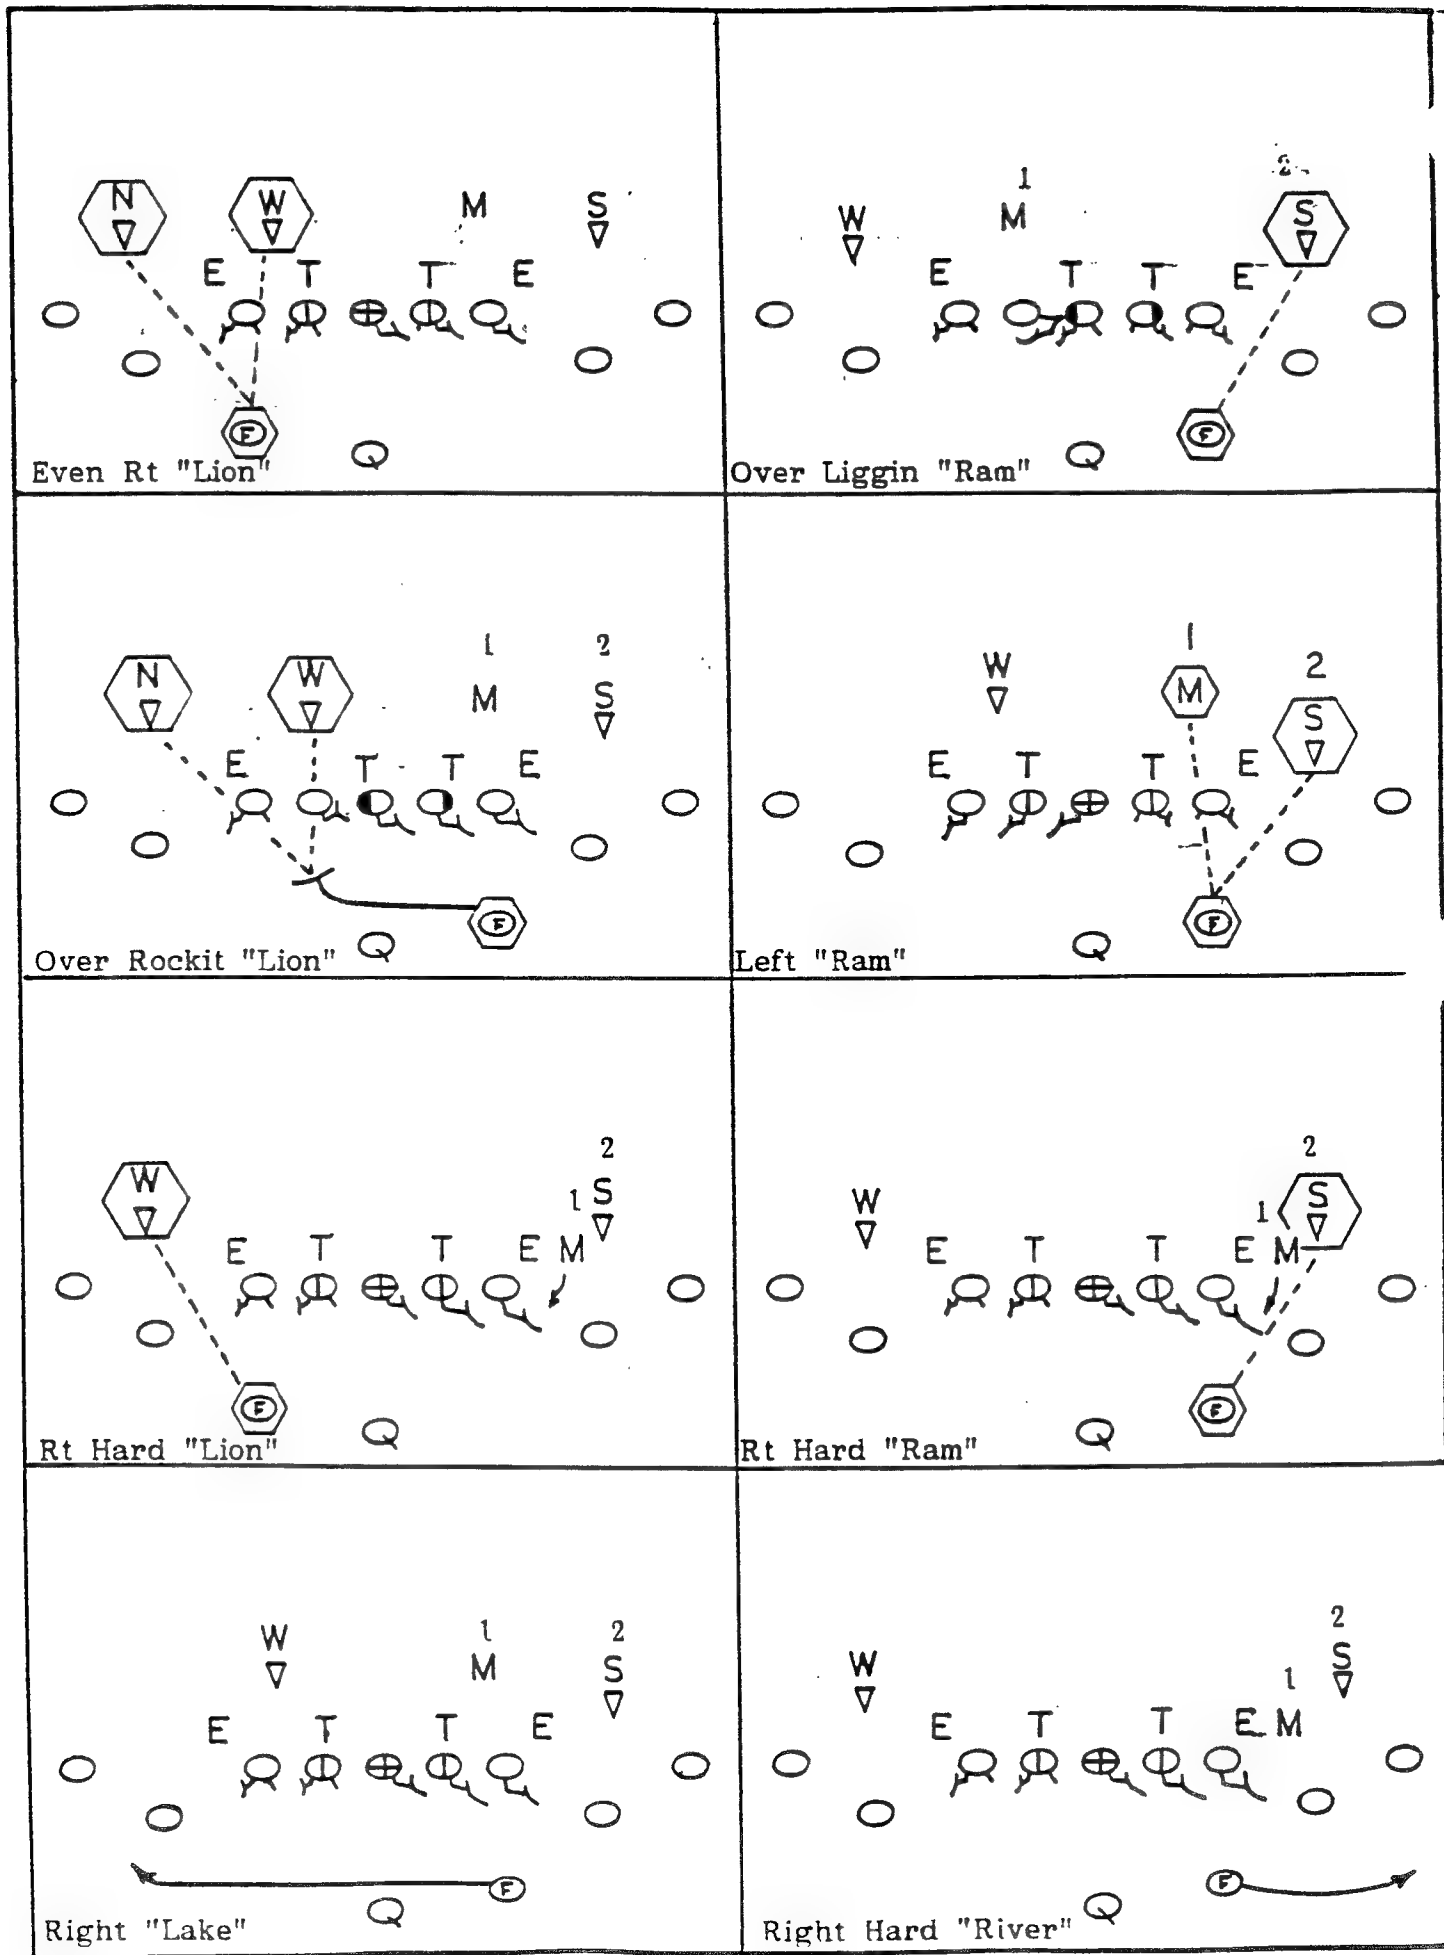 N W M S
E T T E
F
Q
Even Rt "Lion"
1 2
W M S
E T T E
F
Q
Over Liggin "Ram"
1 2
N W M S
E T T E
F
Q
Over Rockit "Lion"
1 2
W M S
E T T E
F
Q
Left "Ram"
2
W 1 S
E T T E M
F
Q
Rt Hard "Lion"
2
W 1 S
E T T E M
F
Q
Rt Hard "Ram"
1 2
W M S
E T T E
F
Q
Right "Lake"
2
W 1 S
E T T E M
F
Q
Right Hard "River"